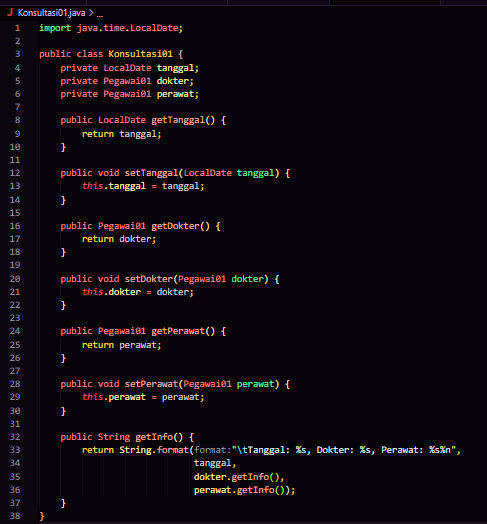 Konsultasi01.java > ...
1 import java.time.LocalDate;
2
3 public class Konsultasi01 {
4     private LocalDate tanggal;
5     private Pegawai01 dokter;
6     private Pegawai01 perawat;
7
8     public LocalDate getTanggal() {
9         return tanggal;
10     }
11
12     public void setTanggal(LocalDate tanggal) {
13         this.tanggal = tanggal;
14     }
15
16     public Pegawai01 getDokter() {
17         return dokter;
18     }
19
20     public void setDokter(Pegawai01 dokter) {
21         this.dokter = dokter;
22     }
23
24     public Pegawai01 getPerawat() {
25         return perawat;
26     }
27
28     public void setPerawat(Pegawai01 perawat) {
29         this.perawat = perawat;
30     }
31
32     public String getInfo() {
33         return String.format(format:"\tTanggal: %s, Dokter: %s, Perawat: %s%n",
34                             tanggal,
35                             dokter.getInfo(),
36                             perawat.getInfo());
37     }
38 }